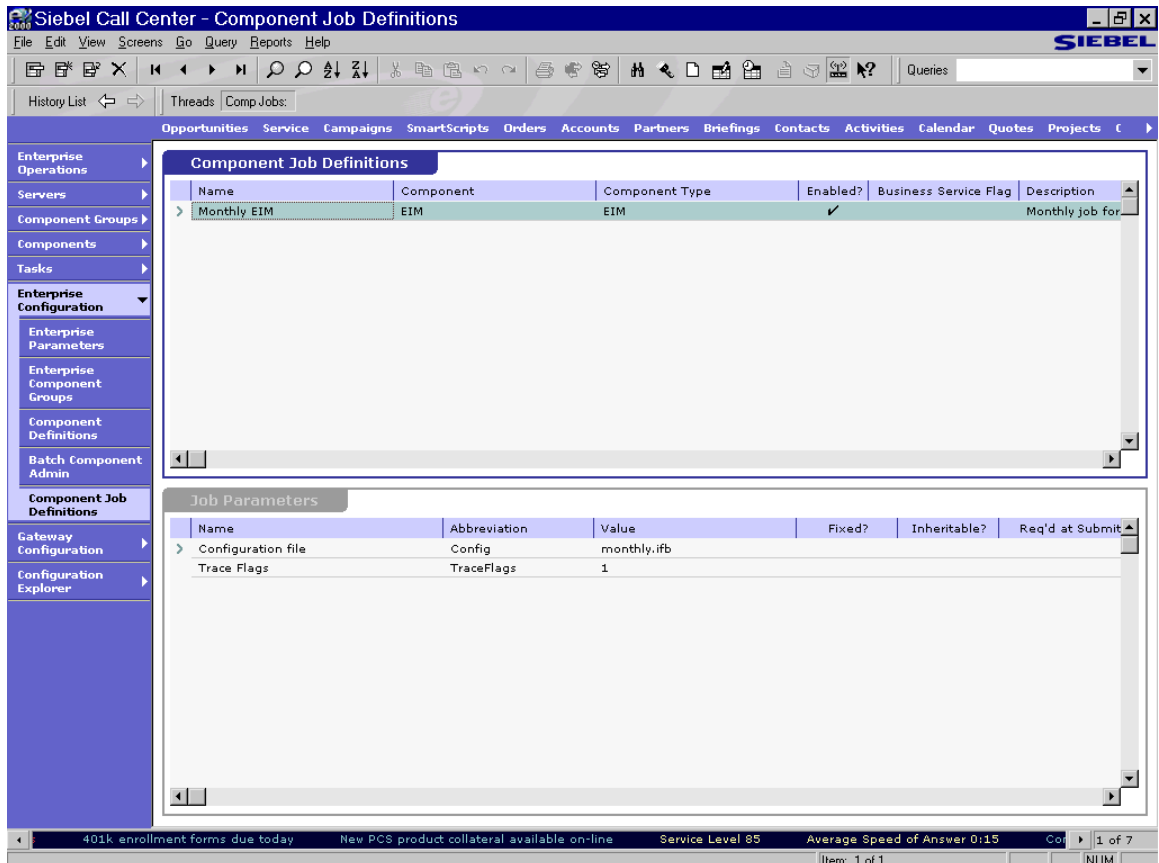 Siebel Call Center - Component Job Definitions
File Edit View Screens Go Query Reports Help
SIEBEL
Queries
History List Threads Comp Jobs:
Opportunities Service Campaigns SmartScripts Orders Accounts Partners Briefings Contacts Activities Calendar Quotes Projects C
Enterprise
Operations
Servers
Component Groups
Components
Tasks
Enterprise
Configuration
Enterprise
Parameters
Enterprise
Component
Groups
Component
Definitions
Batch Component
Admin
Component Job
Definitions
Gateway
Configuration
Configuration
Explorer
Component Job Definitions
Name Component Component Type Enabled? Business Service Flag Description
Monthly EIM EIM EIM ✔ Monthly job for
Job Parameters
Name Abbreviation Value Fixed? Inheritable? Req'd at Submit
Configuration file Config monthly.ifb
Trace Flags TraceFlags 1
401k enrollment forms due today New PCS product collateral available on-line Service Level 85 Average Speed of Answer 0:15 1 of 7
Item: 1 of 1 NUM